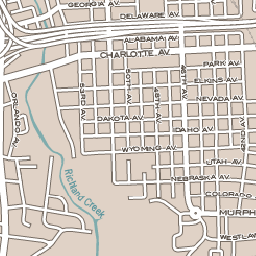 GEORGIA AV
DELAWARE AV
ALABAMA AV
CHARLOTTE AV
PARK AV
ELKINS AV
NEVADA AV
DAKOTA AV
IDAHO AV
WYOMING AV
UTAH AV
NEBRASKA AV
COLORADO
MURPH
WESTLAW
ORLANDO AV
53RD AV
50TH AV
48TH AV
46TH AV
Richland Creek